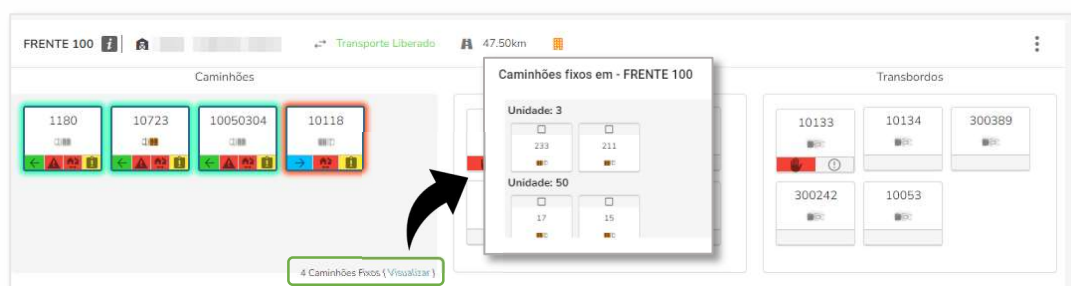 FRENTE 100 Transporte Liberado 47.50km
Caminhões
Transbordos
1180
10723
10050304
10118
4 Caminhões Fixos ( Visualizar )
Caminhões fixos em - FRENTE 100
Unidade: 3
233
211
Unidade: 50
17
15
10133
10134
300389
300242
10053